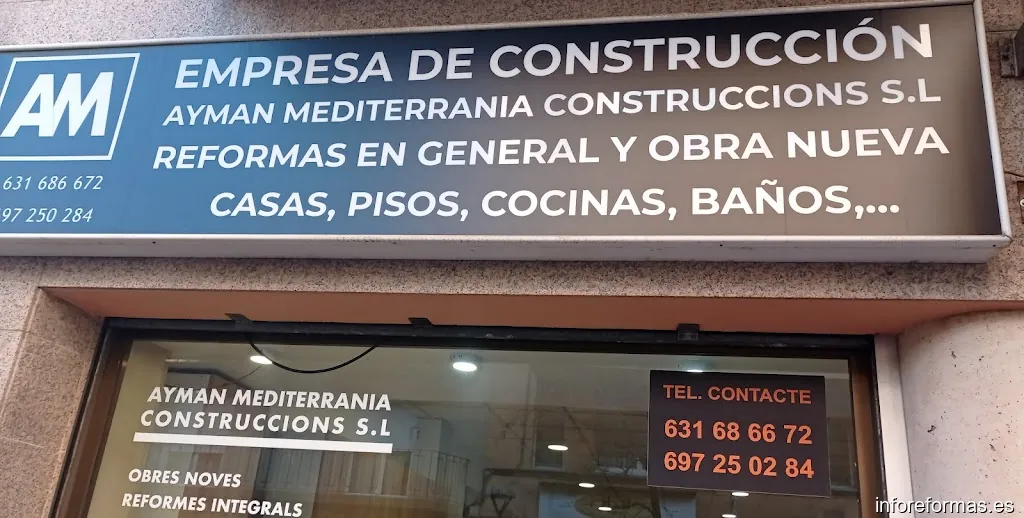 AM
EMPRESA DE CONSTRUCCIÓN
AYMAN MEDITERRANIA CONSTRUCCIONS S.L
REFORMAS EN GENERAL Y OBRA NUEVA
CASAS, PISOS, COCINAS, BAÑOS,...
631 686 672
97 250 284
AYMAN MEDITERRANIA
CONSTRUCCIONS S.L
OBRES NOVES
REFORMES INTEGRALS
TEL. CONTACTE
631 68 66 72
697 25 02 84
inforeformas.es